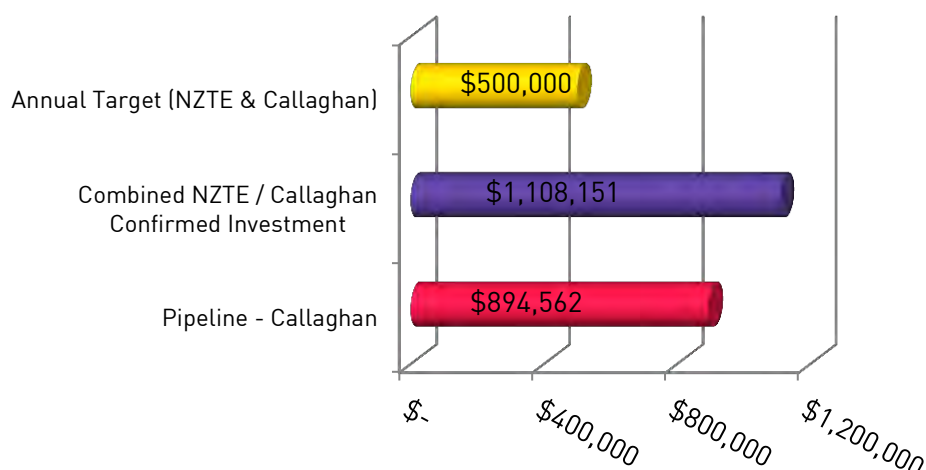 Annual Target (NZTE & Callaghan)
$500,000
Combined NZTE / Callaghan
Confirmed Investment
$1,108,151
Pipeline - Callaghan
$894,562
$-
$400,000
$800,000
$1,200,000